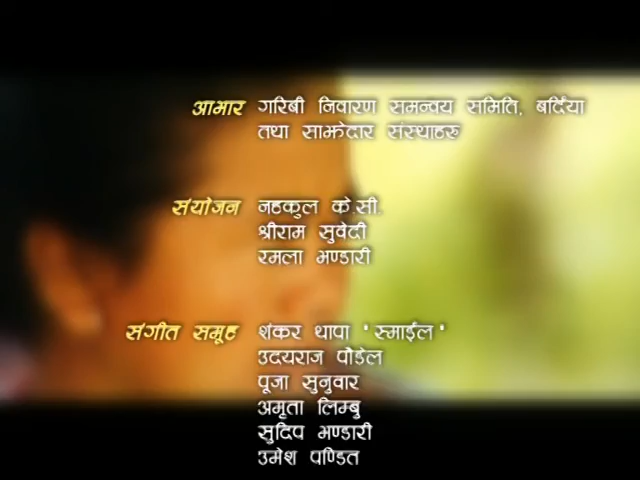 आभार गरिबी निवारण समन्वय समिति, बर्दिया
तथा साझेदार संस्थाहरु
संयोजन नहकुल के.सी.
श्रीराम सुवेदी
रमला भण्डारी
संगीत समूह शंकर थापा "स्माईल"
उदयराज पौडेल
पूजा सुनुवार
अमृता लिम्बु
सुदिप भण्डारी
उमेश पण्डित